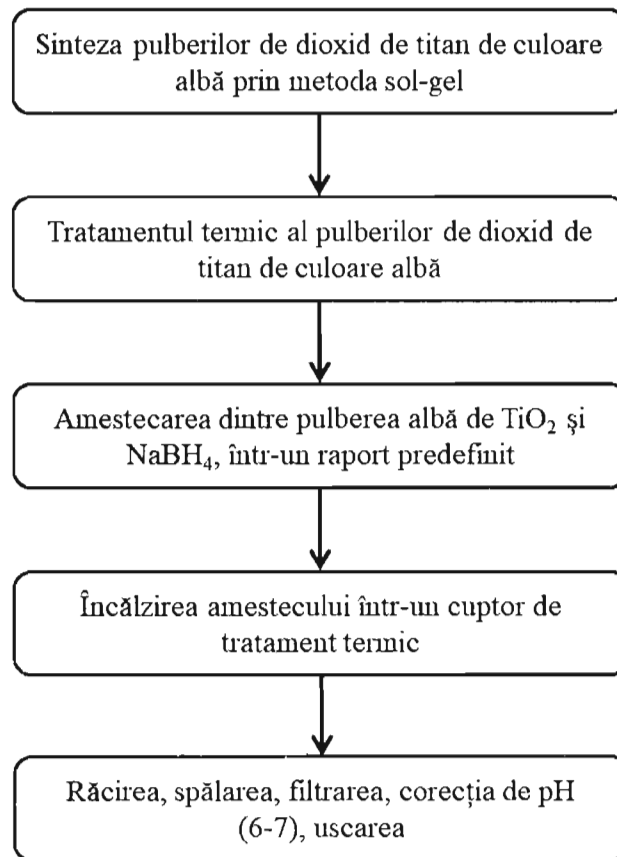 Sinteza pulberilor de dioxid de titan de culoare
albă prin metoda sol-gel
Tratamentul termic al pulberilor de dioxid de
titan de culoare albă
Amestecarea dintre pulberea albă de TiO₂ şi
NaBH₄, într-un raport predefinit
Încălzirea amestecului într-un cuptor de
tratament termic
Răcirea, spălarea, filtrarea, corecția de pH
(6-7), uscarea